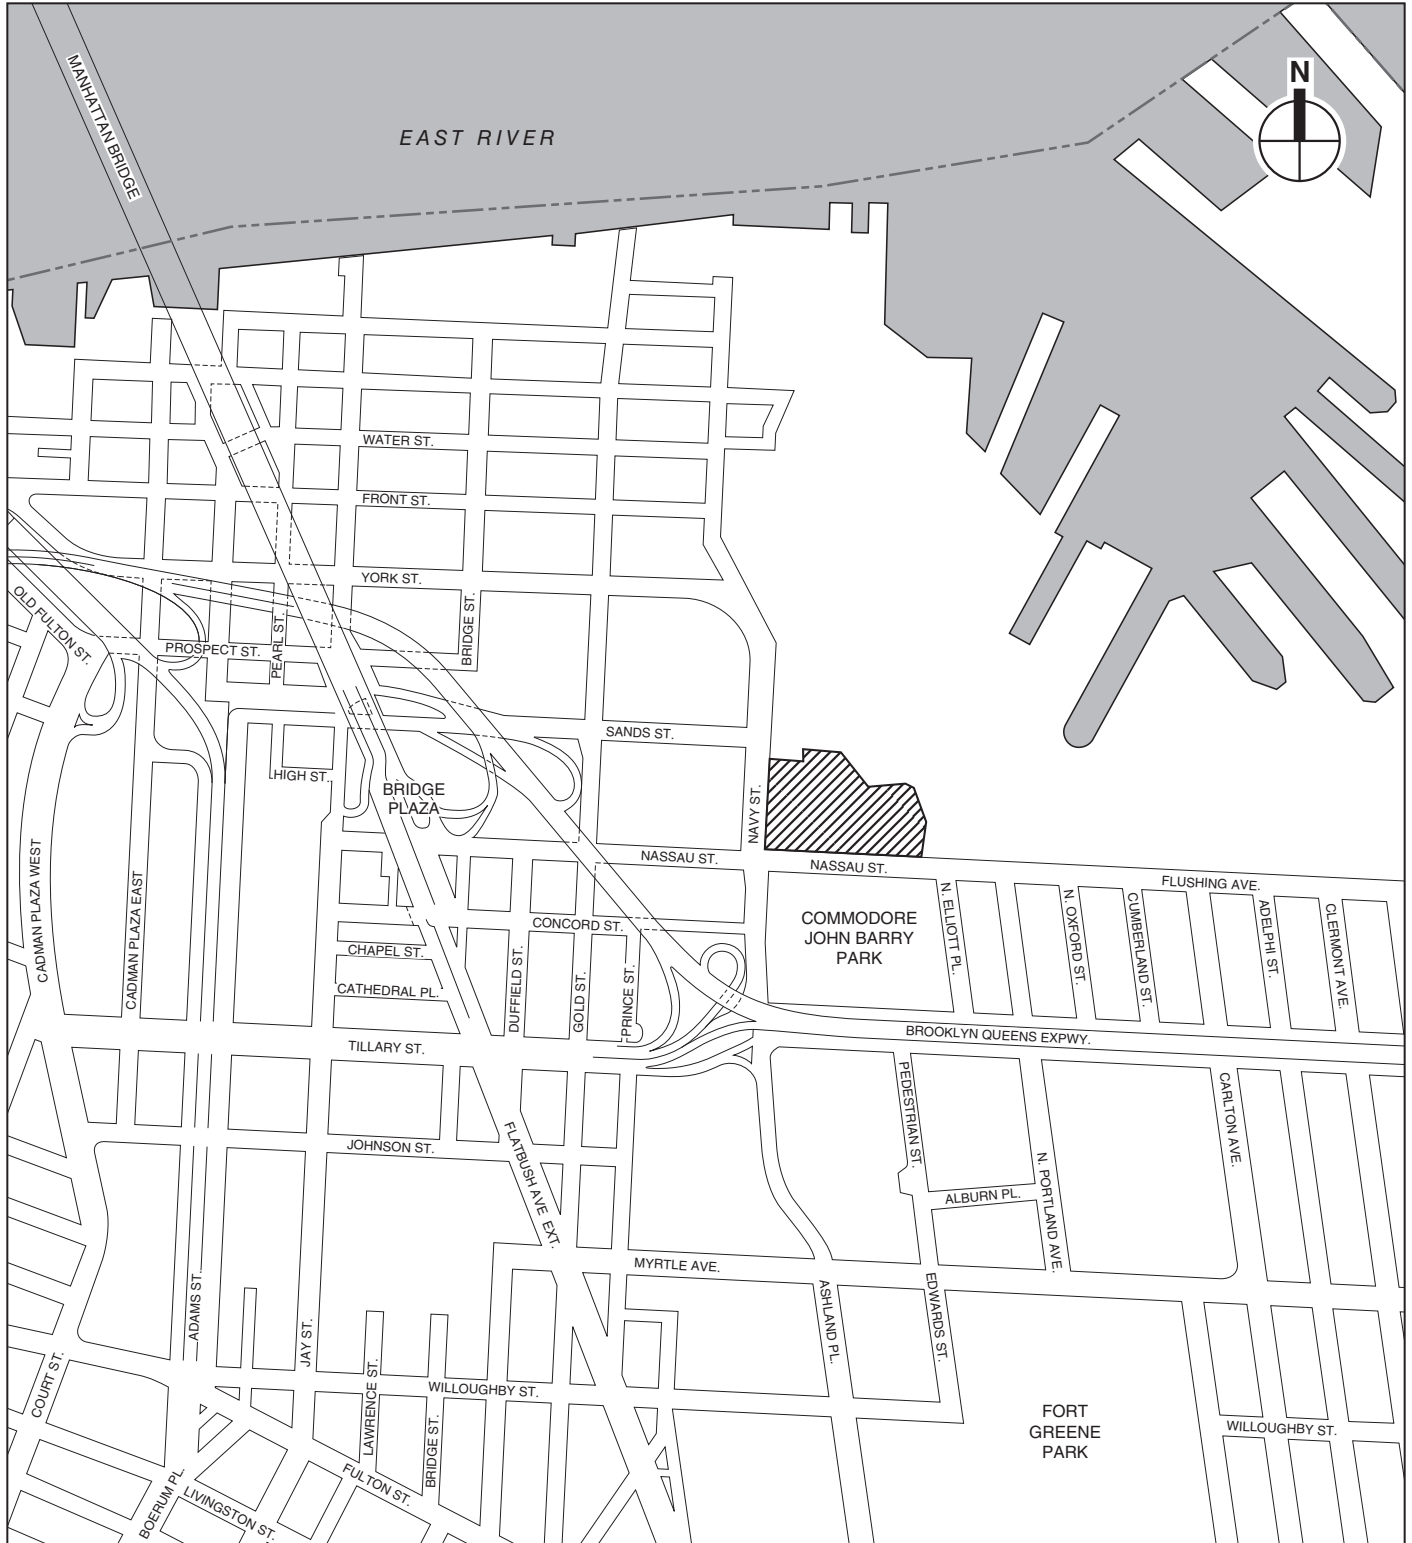 N
MANHATTAN BRIDGE
EAST RIVER
WATER ST.
FRONT ST.
YORK ST.
OLD FULTON ST.
PROSPECT ST.
PEARL ST.
BRIDGE ST.
SANDS ST.
HIGH ST.
BRIDGE
PLAZA
NAVY ST.
NASSAU ST.
NASSAU ST.
FLUSHING AVE.
CADMAN PLAZA WEST
CADMAN PLAZA EAST
COMMODORE
JOHN BARRY
PARK
N. ELLIOTT PL.
N. OXFORD ST.
CUMBERLAND ST.
ADELPHI ST.
CLERMONT AVE.
CONCORD ST.
CHAPEL ST.
CATHEDRAL PL.
DUFFIELD ST.
GOLD ST.
PRINCE ST.
TILLARY ST.
BROOKLYN QUEENS EXPWY.
PEDESTRIAN ST.
CARLTON AVE.
JOHNSON ST.
FLATBUSH AVE. EXT.
N. PORTLAND AVE.
ALBURN PL.
MYRTLE AVE.
ADAMS ST.
JAY ST.
ASHLAND PL.
EDWARDS ST.
COURT ST.
LAWRENCE ST.
WILLOUGHBY ST.
BRIDGE ST.
FORT
GREENE
PARK
WILLOUGHBY ST.
FULTON ST.
BOERUM PL.
LIVINGSTON ST.